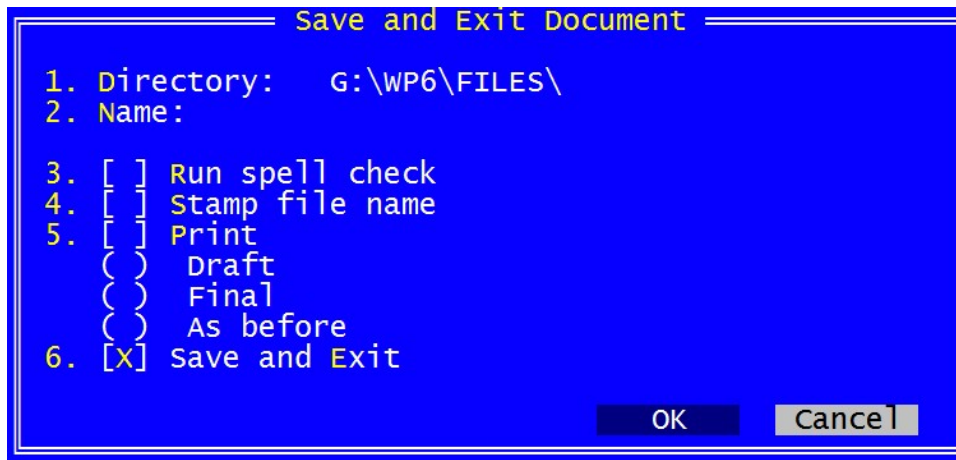 Save and Exit Document
1. Directory: G:\WP6\FILES\
2. Name:
3. [ ] Run spell check
4. [ ] Stamp file name
5. [ ] Print
( ) Draft
( ) Final
( ) As before
6. [X] Save and Exit
OK Cancel